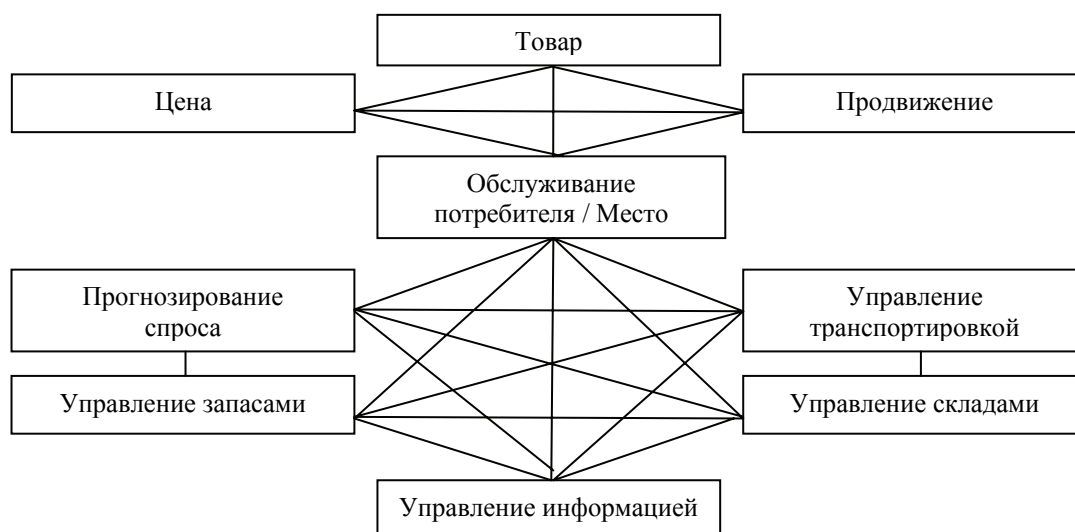 Товар
Цена
Продвижение
Обслуживание
потребителя / Место
Прогнозирование
спроса
Управление
транспортировкой
Управление запасами
Управление складами
Управление информацией